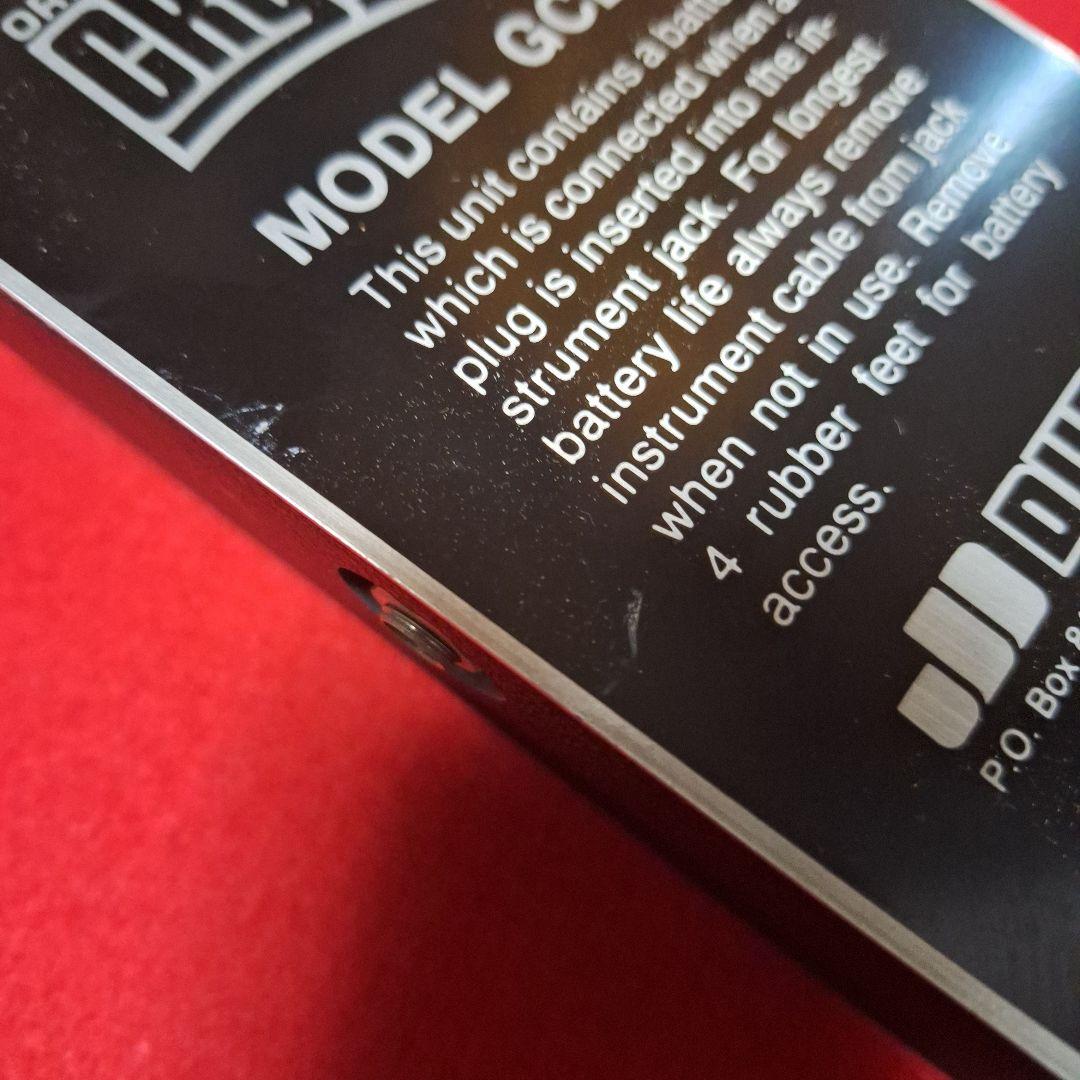 MODEL
This unit contains a
which is connected when a
plug is inserted into the in-
strument jack. For longest
battery life always remove
instrument cable from jack
when not in use. Remove
4 rubber feet for battery
access.
P.O. Box